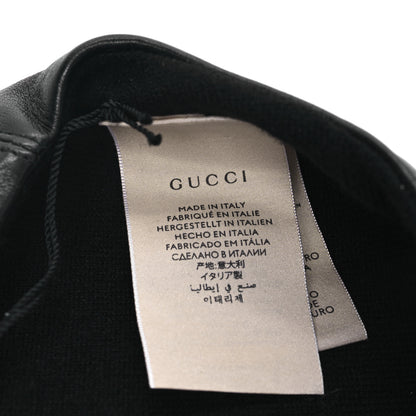 GUCCI
MADE IN ITALY
FABRIQUÉ EN ITALIE
HERGESTELLT IN ITALIEN
HECHO EN ITALIA
FABRICADO EM ITÁLIA
СДЕЛАНО В ИТАЛИИ
产地:意大利
イタリア製
صنع في إيطاليا
이태리제